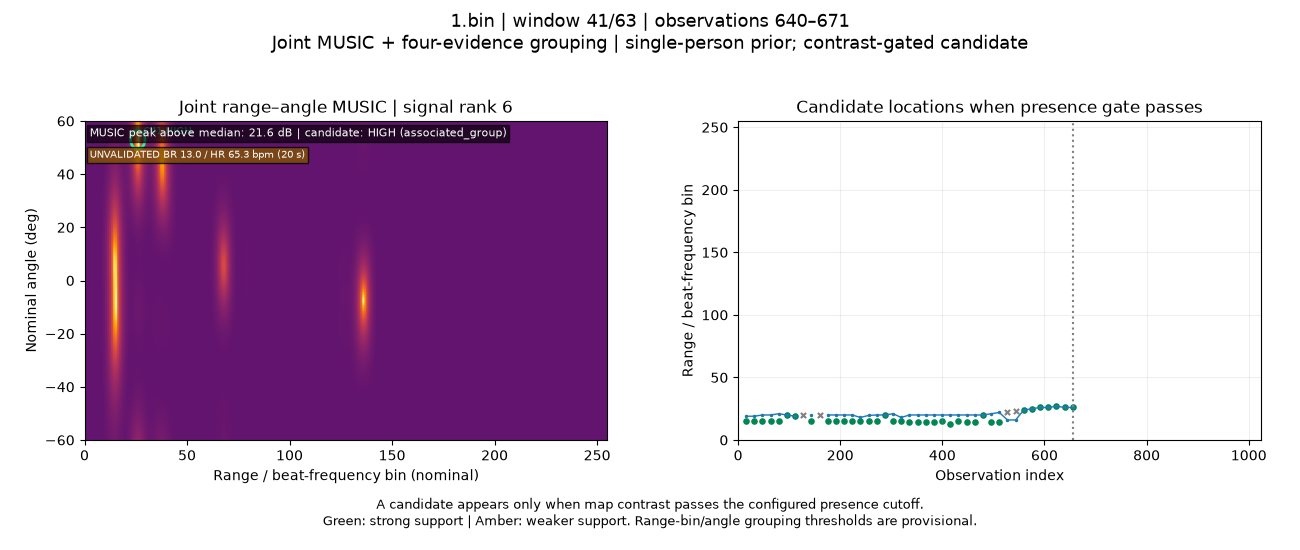 1.bin | window 41/63 | observations 640–671
Joint MUSIC + four-evidence grouping | single-person prior; contrast-gated candidate
Joint range–angle MUSIC | signal rank 6
MUSIC peak above median: 21.6 dB | candidate: HIGH (associated_group)
UNVALIDATED BR 13.0 / HR 65.3 bpm (20 s)
60
40
20
0
−20
−40
−60
Nominal angle (deg)
0
50
100
150
200
250
Range / beat-frequency bin (nominal)
Candidate locations when presence gate passes
250
200
150
100
50
0
Range / beat-frequency bin
0
200
400
600
800
1000
Observation index
A candidate appears only when map contrast passes the configured presence cutoff.
Green: strong support | Amber: weaker support. Range-bin/angle grouping thresholds are provisional.